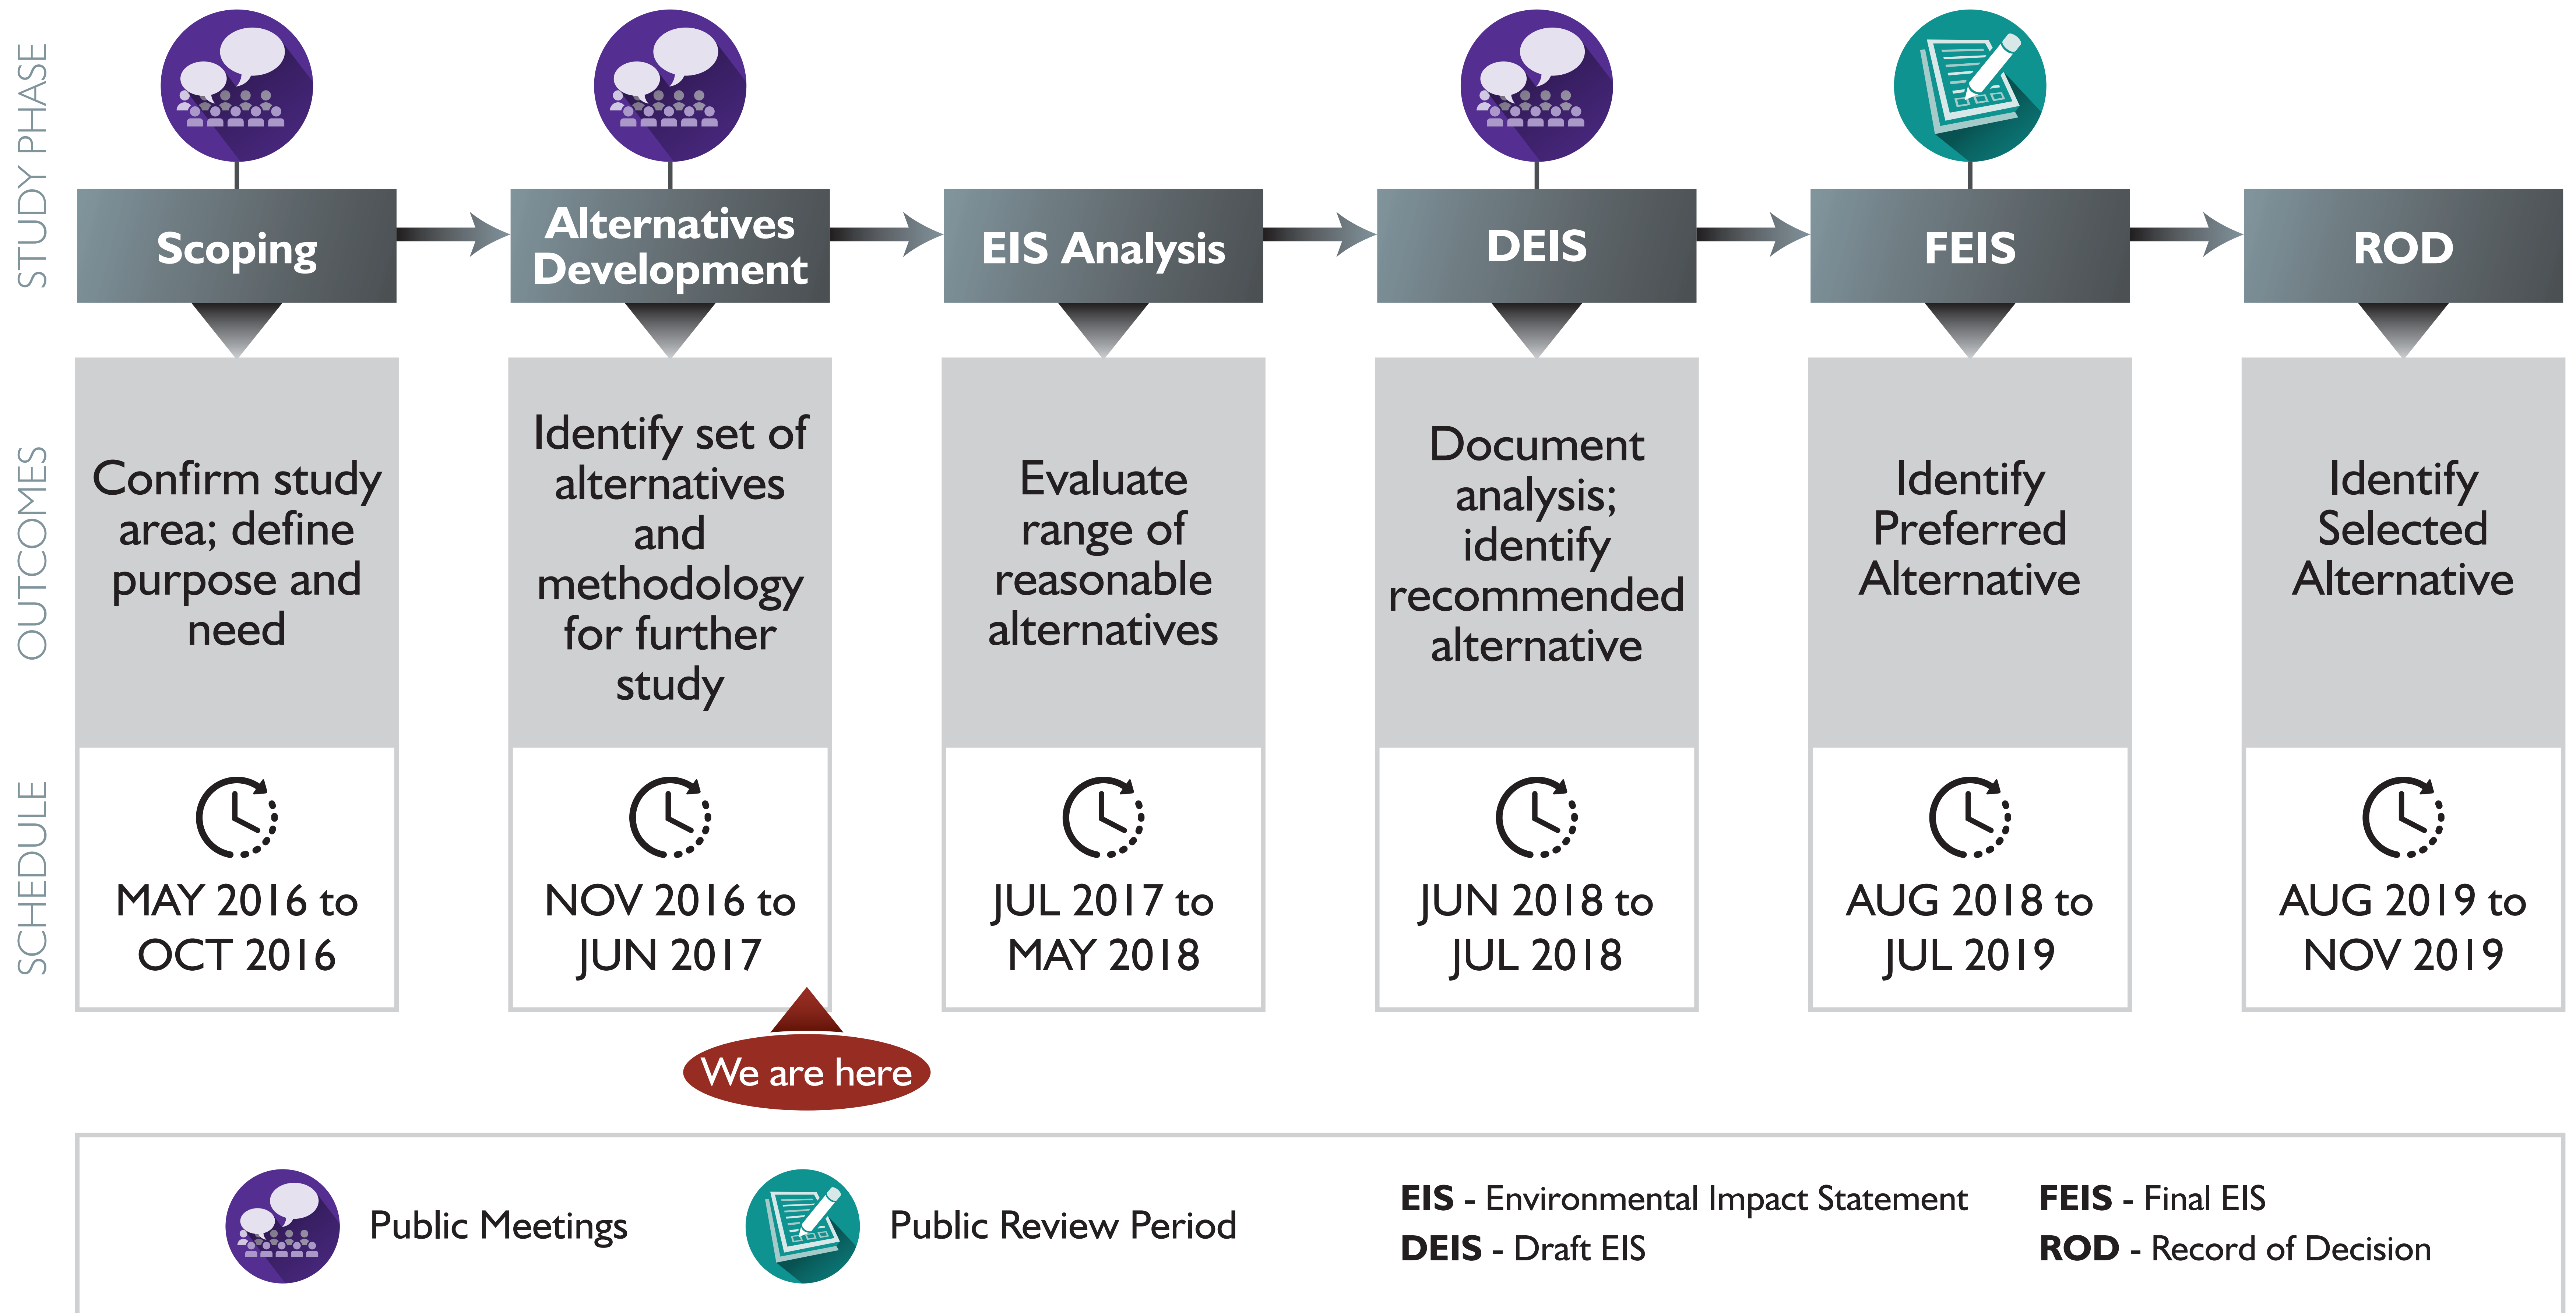 STUDY PHASE
Scoping
Alternatives
Development
EIS Analysis
DEIS
FEIS
ROD
OUTCOMES
Confirm study
area; define
purpose and
need
Identify set of
alternatives
and
methodology
for further
study
Evaluate
range of
reasonable
alternatives
Document
analysis;
identify
recommended
alternative
Identify
Preferred
Alternative
Identify
Selected
Alternative
SCHEDULE
MAY 2016 to
OCT 2016
NOV 2016 to
JUN 2017
JUL 2017 to
MAY 2018
JUN 2018 to
JUL 2018
AUG 2018 to
JUL 2019
AUG 2019 to
NOV 2019
We are here
Public Meetings
Public Review Period
EIS - Environmental Impact Statement
DEIS - Draft EIS
FEIS - Final EIS
ROD - Record of Decision